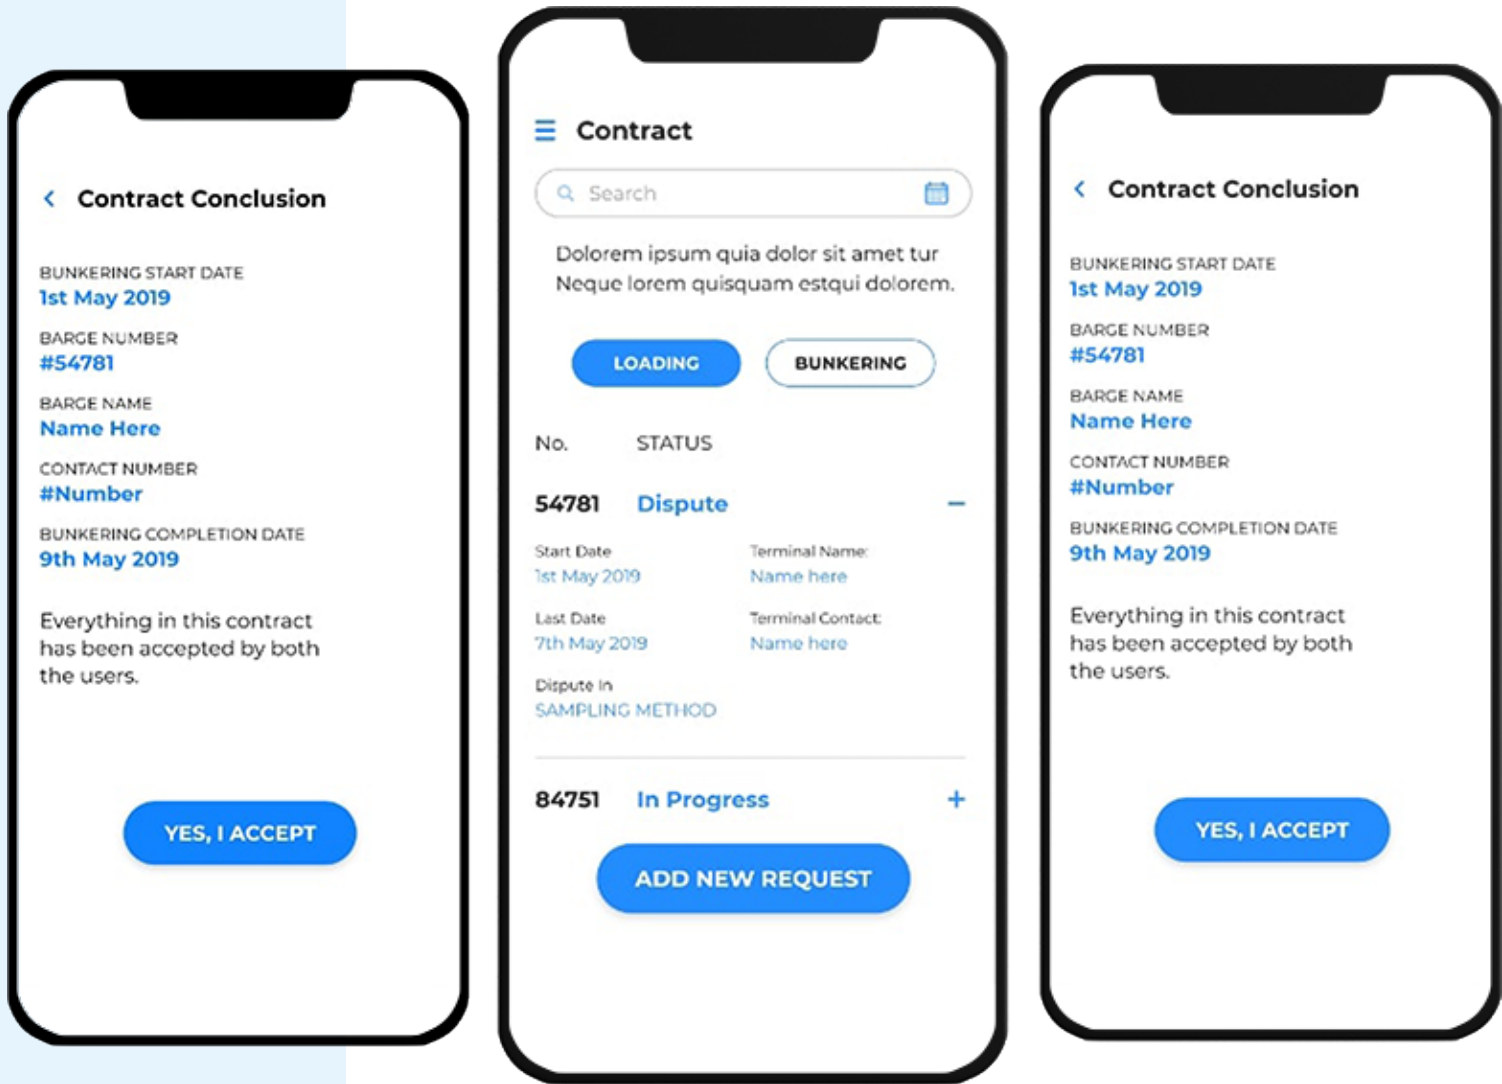 Contract Conclusion
BUNKERING START DATE
1st May 2019
BARGE NUMBER
#54781
BARGE NAME
Name Here
CONTACT NUMBER
#Number
BUNKERING COMPLETION DATE
9th May 2019
Everything in this contract
has been accepted by both
the users.
YES, I ACCEPT
Contract
Search
Dolorem ipsum quia dolor sit amet tur
Neque lorem quisquam estqui dolorem.
LOADING BUNKERING
No. STATUS
54781 Dispute
Start Date Terminal Name:
1st May 2019 Name here
Last Date Terminal Contact:
7th May 2019 Name here
Dispute In
SAMPLING METHOD
84751 In Progress
ADD NEW REQUEST
Contract Conclusion
BUNKERING START DATE
1st May 2019
BARGE NUMBER
#54781
BARGE NAME
Name Here
CONTACT NUMBER
#Number
BUNKERING COMPLETION DATE
9th May 2019
Everything in this contract
has been accepted by both
the users.
YES, I ACCEPT